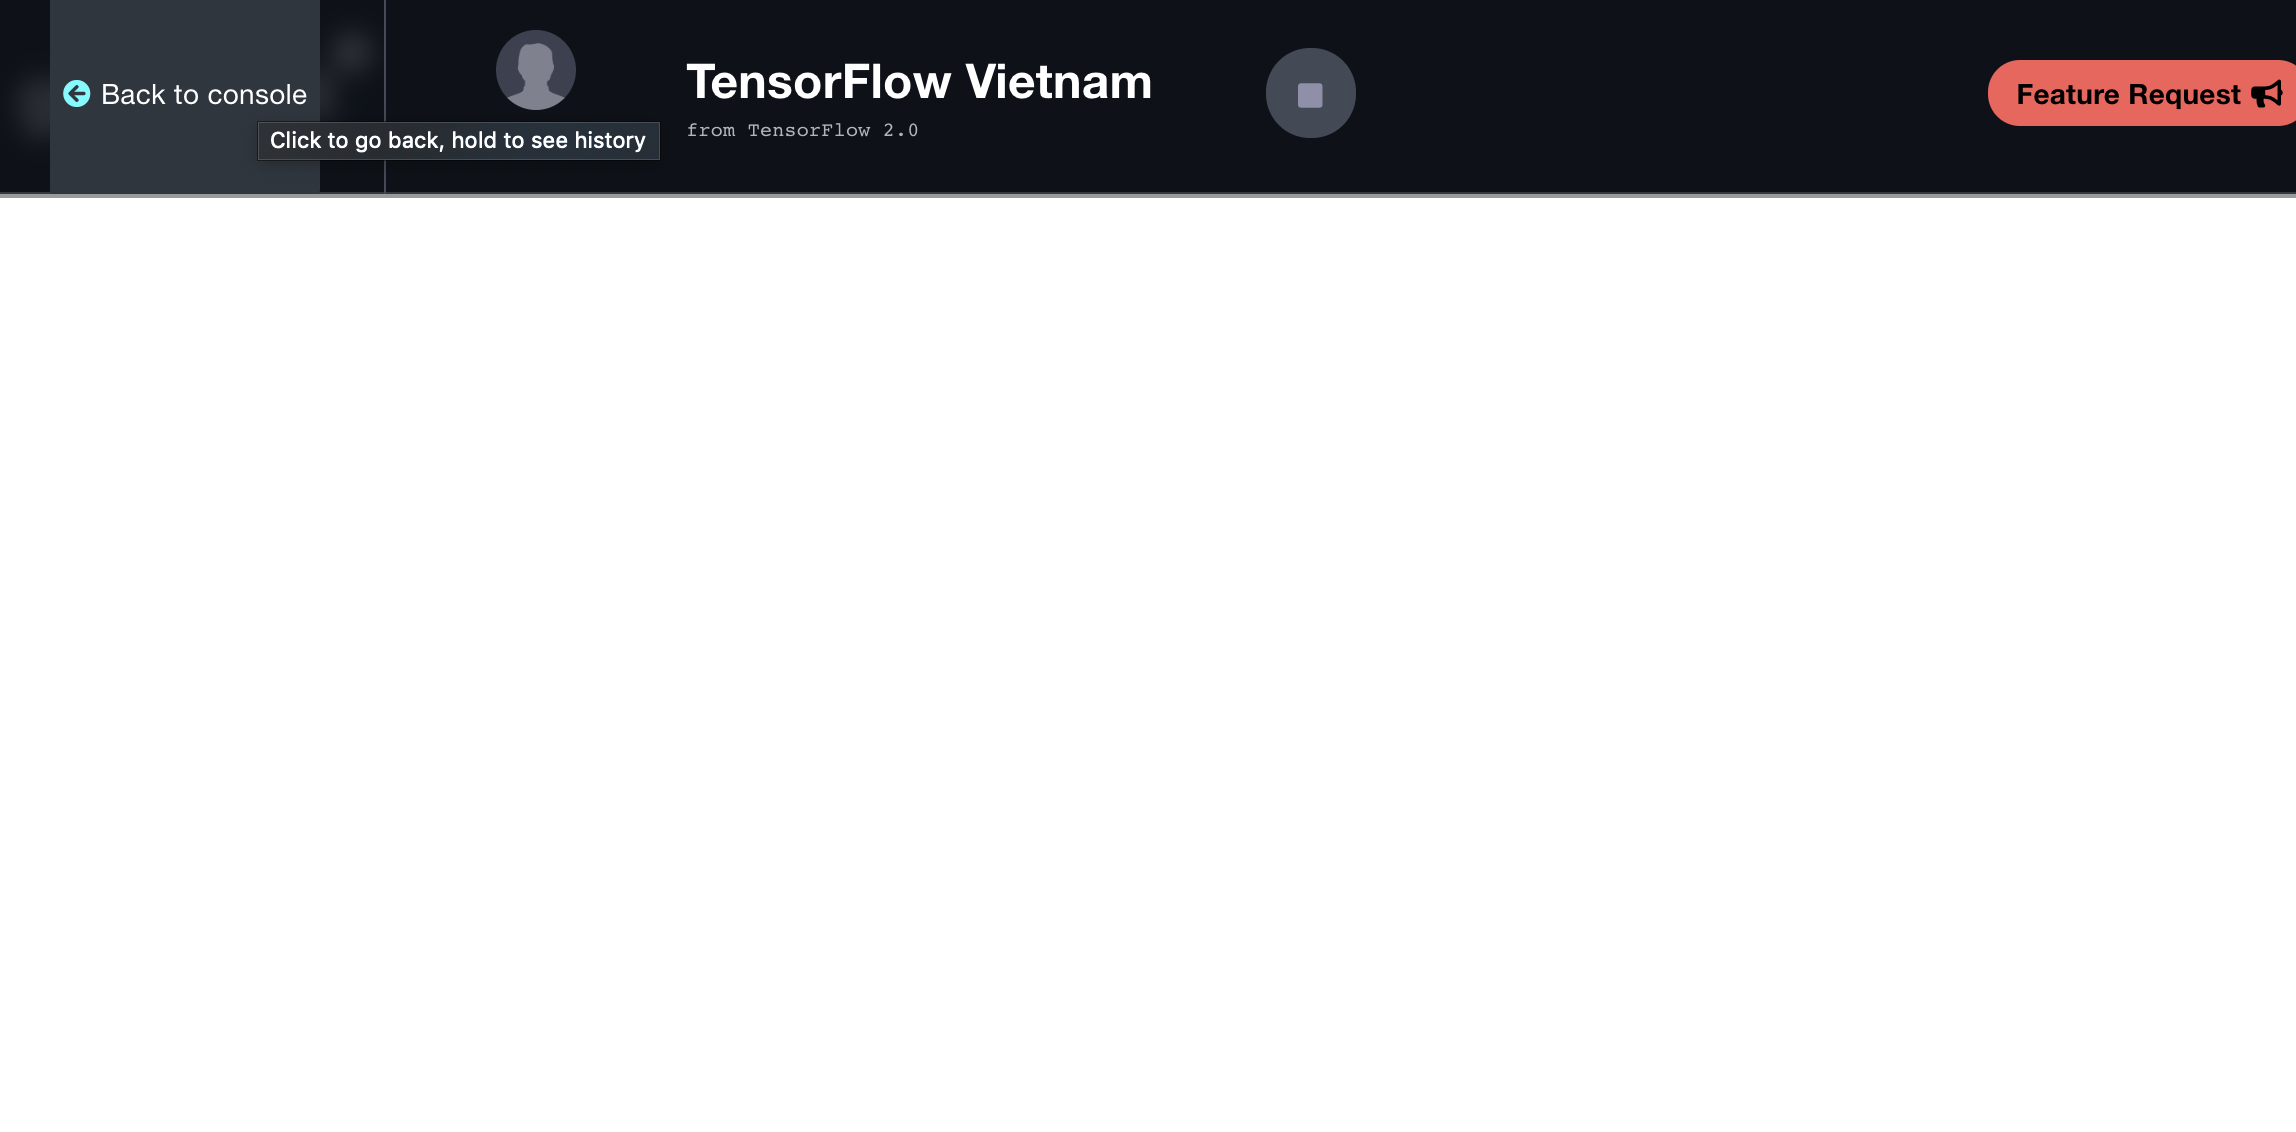 Back to console
Click to go back, hold to see history
TensorFlow Vietnam
from TensorFlow 2.0
Feature Request